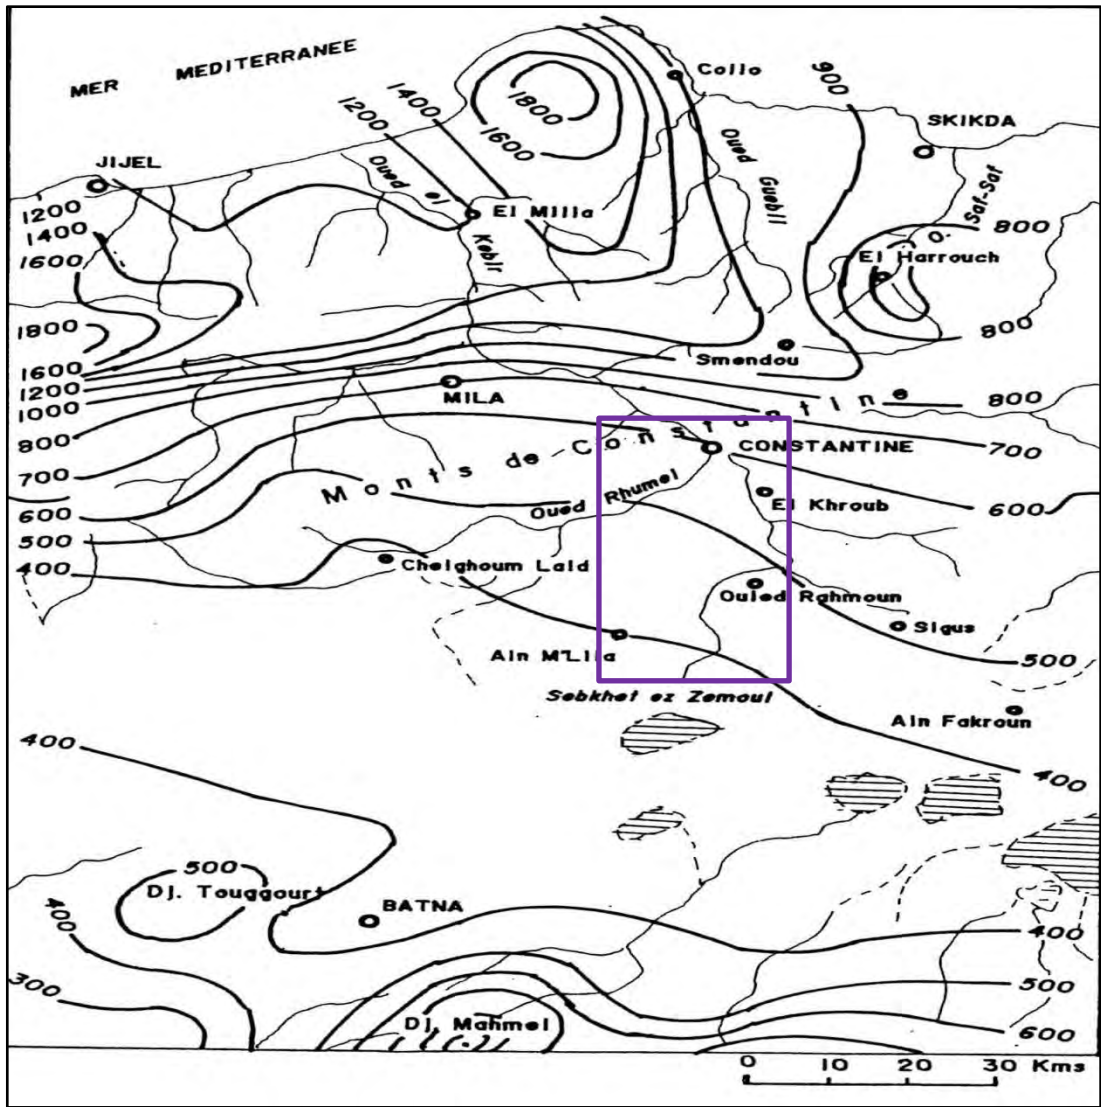 MER MEDITERRANEE
Collo
900
1800
1400
1200
1600
SKIKDA
JIJEL
Oued el
Kebir
Oued Guebli
O. Saf-Saf
1200
1400
1600
El Milia
800
El Harrouch
1800
800
Smendou
1600
1200
1000
MILA
800
800
Monts de Constantine
CONSTANTINE
700
700
Oued Rhumel
El Khroub
600
600
500
400
Chelghoum Laid
Ouled Rahmoun
Sigus
Ain M'Lila
500
Sebkhet ez Zemoul
Ain Fakroun
400
400
500
Dj. Touggourt
BATNA
400
400
300
500
Dj. Mahmel
600
0 10 20 30 Kms